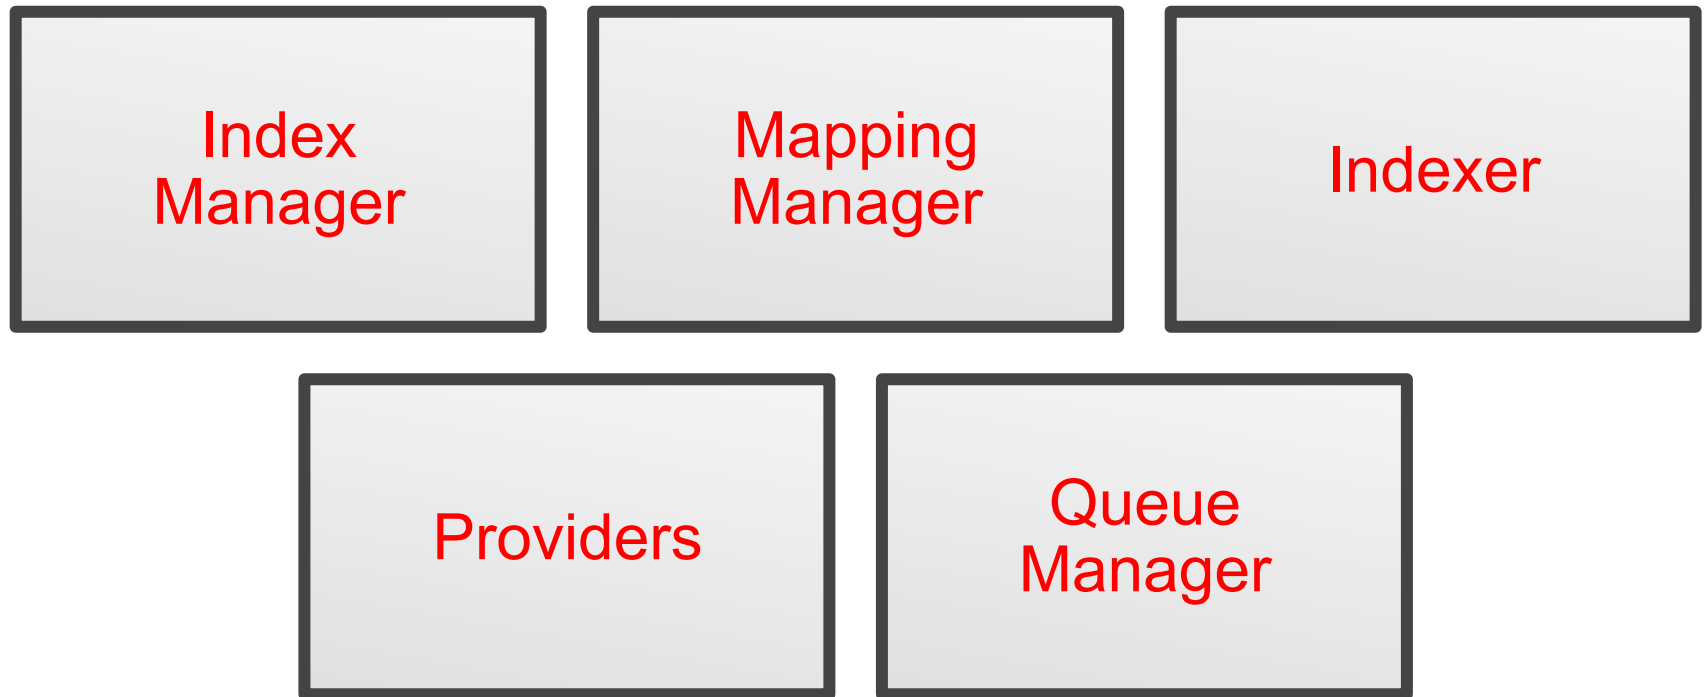 Index
Manager
Mapping
Manager
Indexer
Providers
Queue
Manager